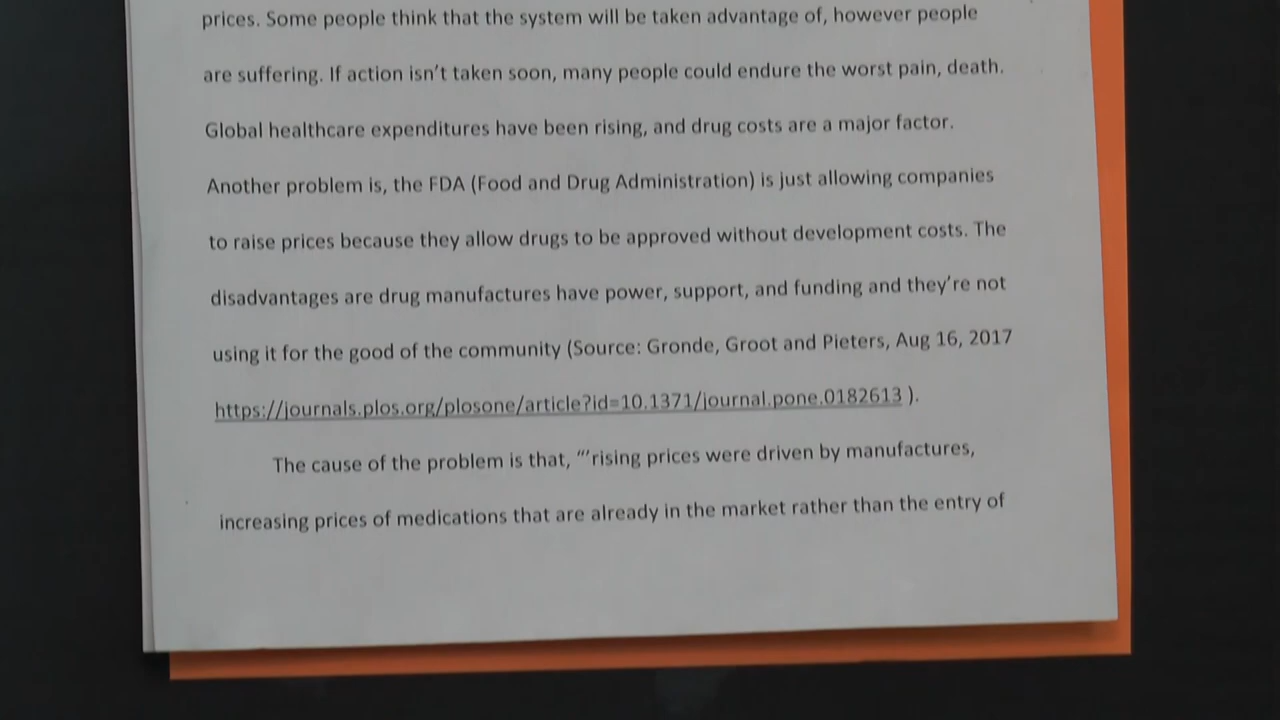 prices. Some people think that the system will be taken advantage of, however people
are suffering. If action isn’t taken soon, many people could endure the worst pain, death.
Global healthcare expenditures have been rising, and drug costs are a major factor.
Another problem is, the FDA (Food and Drug Administration) is just allowing companies
to raise prices because they allow drugs to be approved without development costs. The
disadvantages are drug manufactures have power, support, and funding and they’re not
using it for the good of the community (Source: Gronde, Groot and Pieters, Aug 16, 2017
https://journals.plos.org/plosone/article?id=10.1371/journal.pone.0182613 ).
The cause of the problem is that, “‘rising prices were driven by manufactures,
increasing prices of medications that are already in the market rather than the entry of